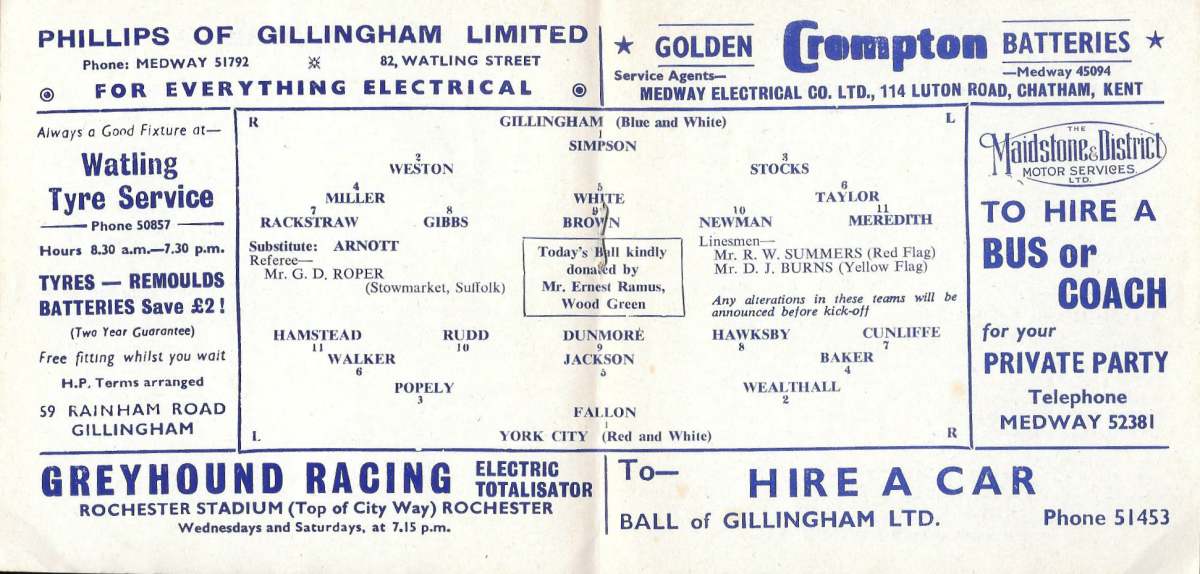 PHILLIPS OF GILLINGHAM LIMITED
Phone: MEDWAY 51792 82, WATLING STREET
FOR EVERYTHING ELECTRICAL
★ GOLDEN Crompton BATTERIES ★
Service Agents— —Medway 45094
MEDWAY ELECTRICAL CO. LTD., 114 LUTON ROAD, CHATHAM, KENT
Always a Good Fixture at—
Watling
Tyre Service
Phone 50857
Hours 8.30 a.m.—7.30 p.m.
TYRES — REMOULDS
BATTERIES Save £2!
(Two Year Guarantee)
Free fitting whilst you wait
H.P. Terms arranged
59 RAINHAM ROAD
GILLINGHAM
R GILLINGHAM (Blue and White) L
SIMPSON
2 3
WESTON STOCKS
4 5 6
MILLER WHITE TAYLOR
7 8 9 10 11
RACKSTRAW GIBBS BROWN NEWMAN MEREDITH
Substitute: ARNOTT
Referee—
Mr. G. D. ROPER
(Stowmarket, Suffolk)
Today's Ball kindly
donated by
Mr. Ernest Ramus,
Wood Green
Linesmen—
Mr. R. W. SUMMERS (Red Flag)
Mr. D. J. BURNS (Yellow Flag)
Any alterations in these teams will be
announced before kick-off
HAMSTEAD RUDD DUNMORE HAWKSBY CUNLIFFE
11 10 9 8 7
WALKER JACKSON BAKER
6 5 4
POPELY WEALTHALL
3 2
FALLON
L YORK CITY (Red and White) R
THE
Maidstone & District
MOTOR SERVICES
LTD.
TO HIRE A
BUS or
COACH
for your
PRIVATE PARTY
Telephone
MEDWAY 52381
GREYHOUND RACING ELECTRIC
TOTALISATOR
ROCHESTER STADIUM (Top of City Way) ROCHESTER
Wednesdays and Saturdays, at 7.15 p.m.
To—
HIRE A CAR
BALL of GILLINGHAM LTD. Phone 51453